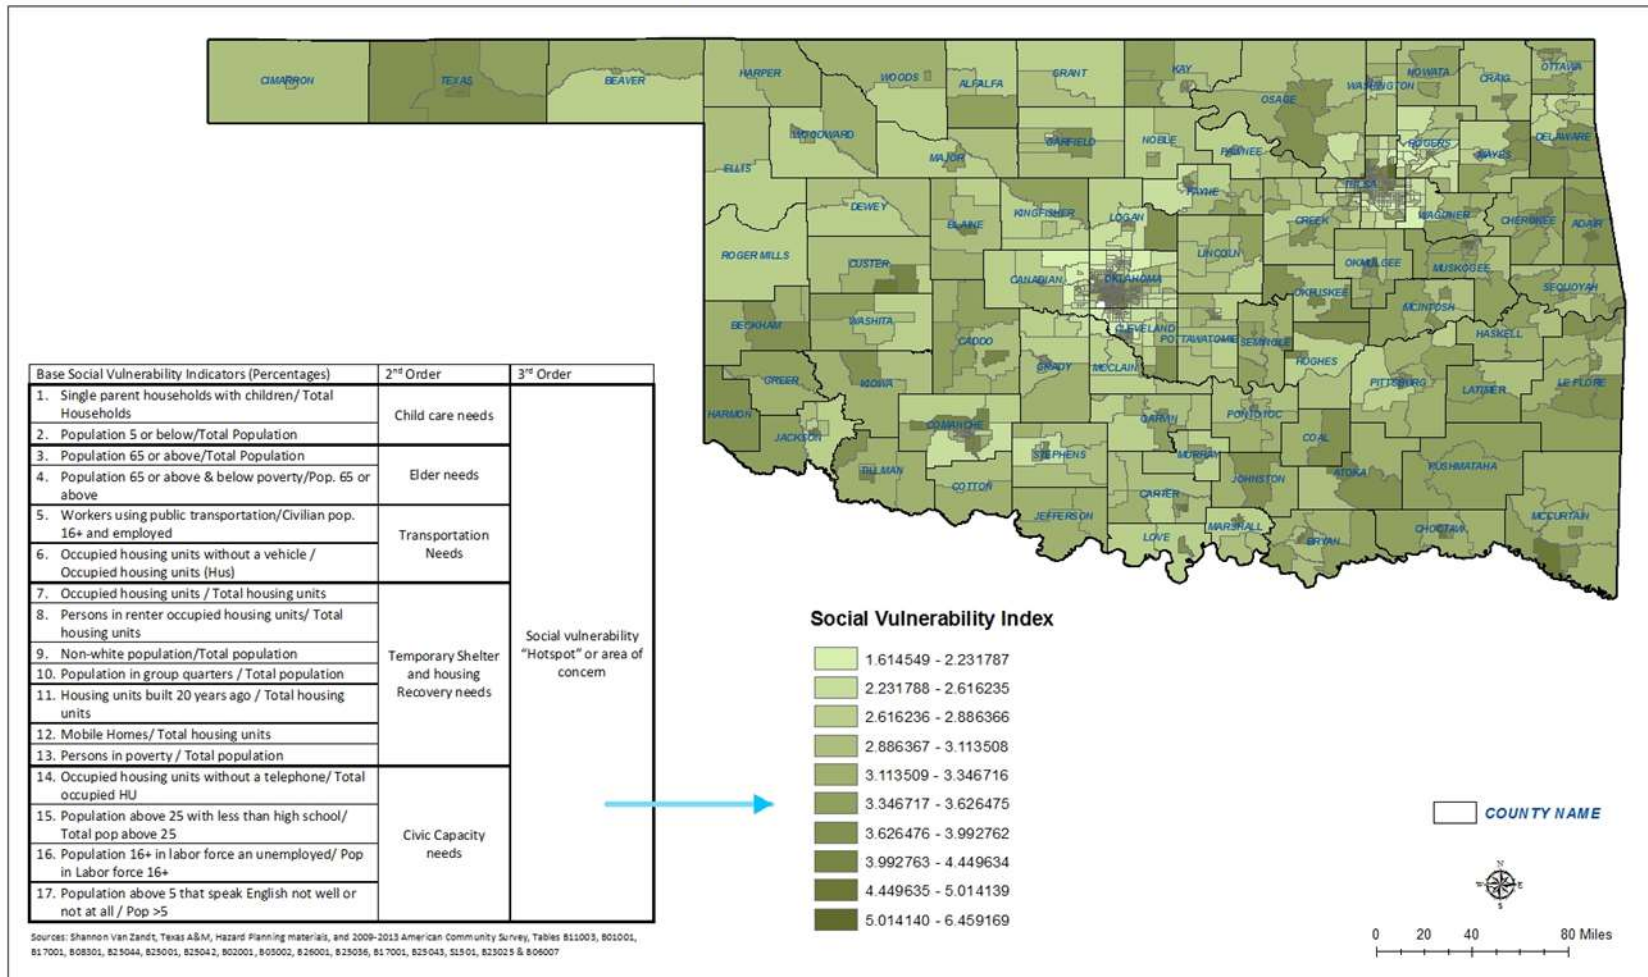 CIMARRON
TEXAS
BEAVER
HARPER
WOODS
ALFALFA
GRANT
KAY
OSAGE
WASHINGTON
NOWATA
CRAIG
OTTAWA
WOODWARD
ELLIS
MAJOR
GARFIELD
NOBLE
PAWNEE
ROGERS
MAYES
DELAWARE
DEWEY
BLAINE
KINGFISHER
LOGAN
PAYNE
CREEK
TULSA
WAGONER
CHEROKEE
ADAIR
ROGER MILLS
CUSTER
CANADIAN
OKLAHOMA
LINCOLN
OKMULGEE
MUSKOGEE
OKFUSKEE
MCINTOSH
SEQUOYAH
BECKHAM
WASHITA
CADDO
GRADY
MCCLAIN
CLEVELAND
POTTAWATOMIE
SEMINOLE
HUGHES
HASKELL
PITTSBURG
LATIMER
LE FLORE
GREER
KIOWA
HARMON
JACKSON
COMANCHE
TILLMAN
COTTON
STEPHENS
GARVIN
PONTOTOC
COAL
MURRAY
JOHNSTON
ATOKA
PUSHMATAHA
MCCURTAIN
JEFFERSON
CARTER
LOVE
MARSHALL
BRYAN
CHOCTAW
Base Social Vulnerability Indicators (Percentages) 2nd Order 3rd Order
1. Single parent households with children/ Total
Households
2. Population 5 or below/Total Population
Child care needs
3. Population 65 or above/Total Population
4. Population 65 or above & below poverty/Pop. 65 or
above
Elder needs
5. Workers using public transportation/Civilian pop.
16+ and employed
6. Occupied housing units without a vehicle /
Occupied housing units (Hus)
Transportation
Needs
7. Occupied housing units / Total housing units
8. Persons in renter occupied housing units/ Total
housing units
9. Non-white population/Total population
10. Population in group quarters / Total population
11. Housing units built 20 years ago / Total housing
units
12. Mobile Homes/ Total housing units
13. Persons in poverty / Total population
Temporary Shelter
and housing
Recovery needs
14. Occupied housing units without a telephone/ Total
occupied HU
15. Population above 25 with less than high school/
Total pop above 25
16. Population 16+ in labor force an unemployed/ Pop
in Labor force 16+
17. Population above 5 that speak English not well or
not at all / Pop >5
Civic Capacity
needs
Social vulnerability
"Hotspot" or area of
concern
Sources: Shannon Van Zandt, Texas A&M, Hazard Planning materials, and 2009-2013 American Community Survey, Tables B11003, B01001,
B17001, B08301, B25044, B25001, B25042, B02001, B03002, B26001, B25036, B17001, B25043, S1501, B23025 & B06007
Social Vulnerability Index
1.614549 - 2.231787
2.231788 - 2.616235
2.616236 - 2.886366
2.886367 - 3.113508
3.113509 - 3.346716
3.346717 - 3.626475
3.626476 - 3.992762
3.992763 - 4.449634
4.449635 - 5.014139
5.014140 - 6.459169
COUNTY NAME
N
W E
S
0 20 40 80 Miles